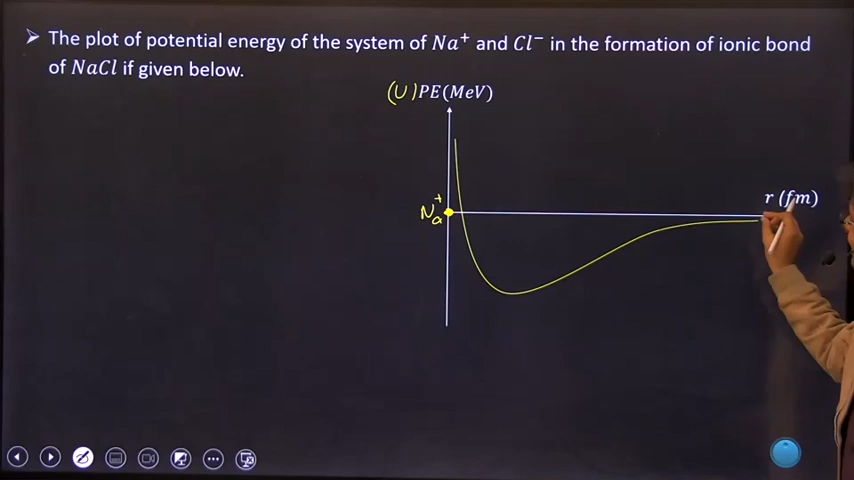 ➢ The plot of potential energy of the system of Na⁺ and Cl⁻ in the formation of ionic bond
of NaCl if given below.
(U) PE(MeV)
r (fm)
Na⁺